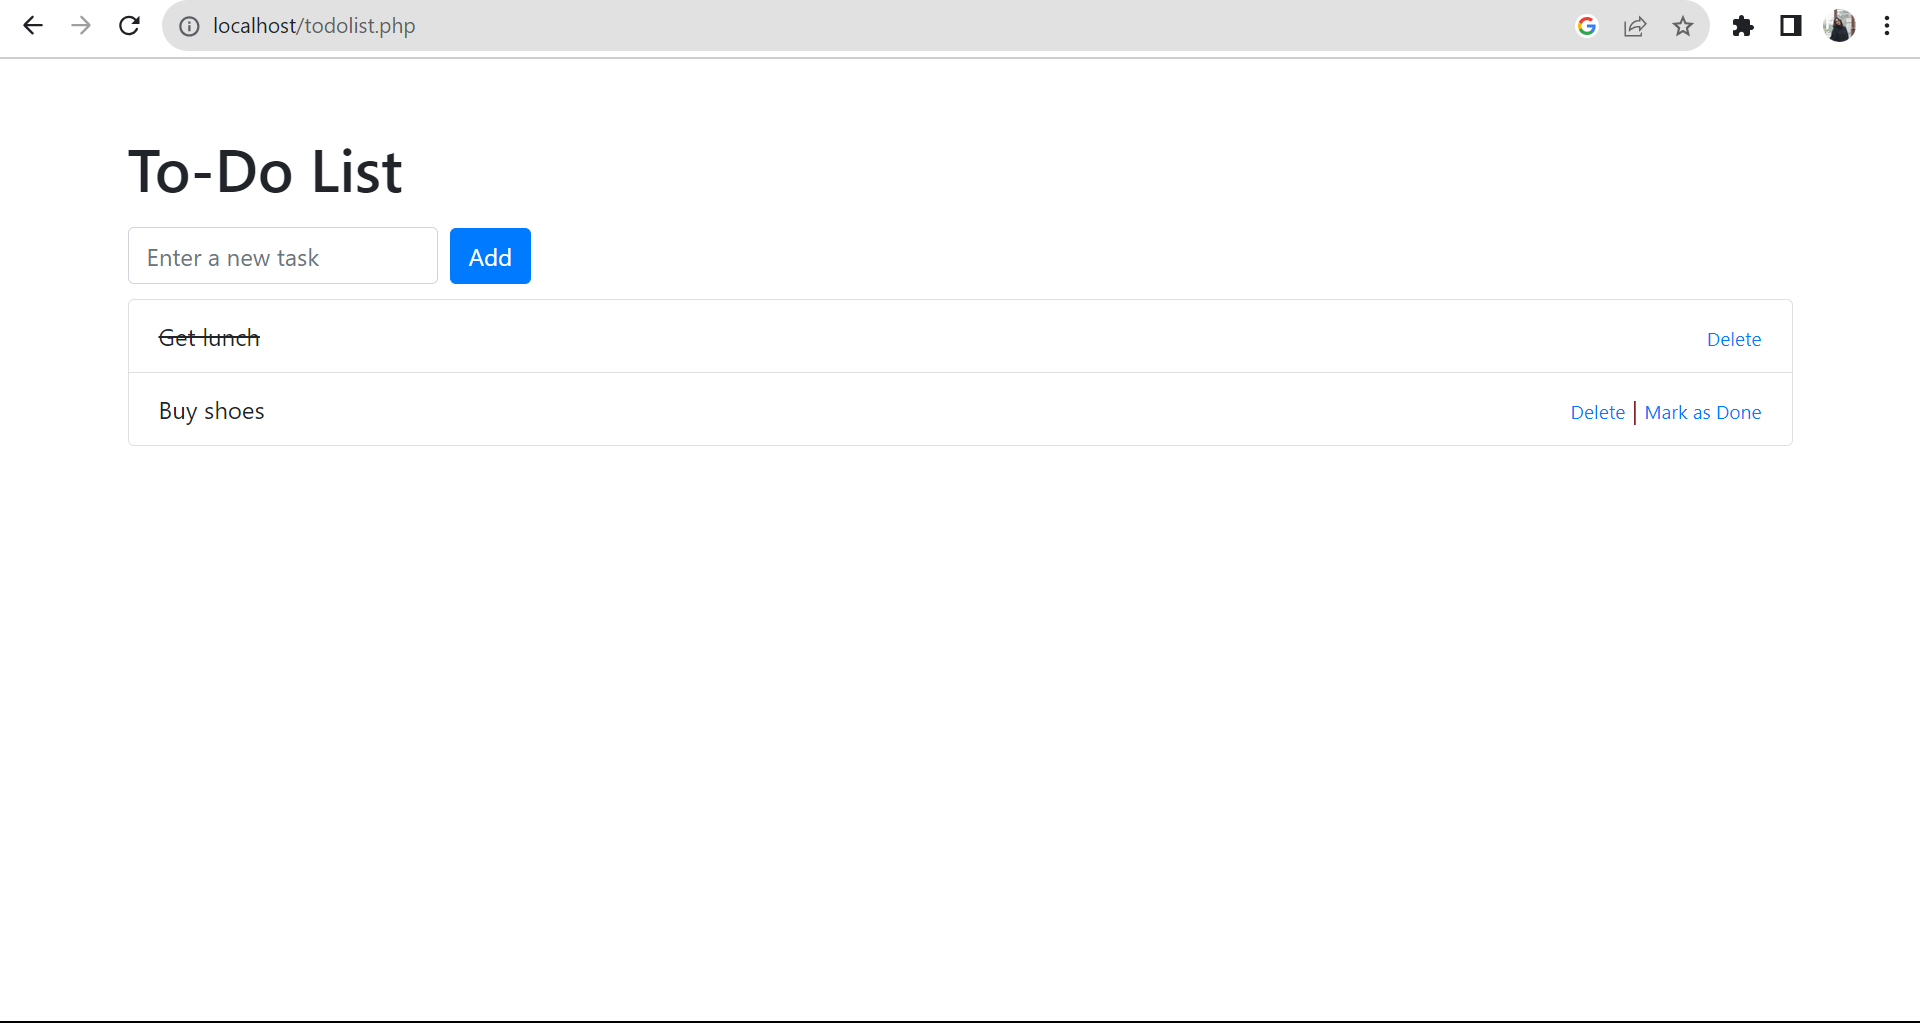 localhost/todolist.php
To-Do List
Enter a new task Add
Get lunch Delete
Buy shoes Delete | Mark as Done